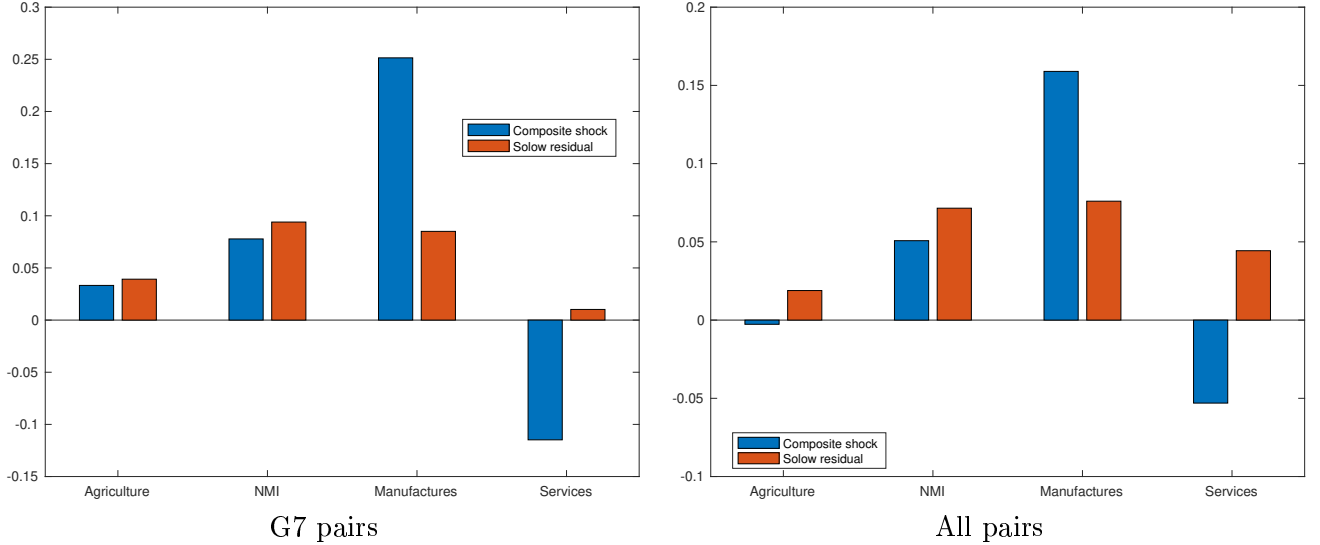 0.3
0.25
0.2
0.15
0.1
0.05
0
-0.05
-0.1
-0.15
Composite shock
Solow residual
Agriculture NMI Manufactures Services
G7 pairs
0.2
0.15
0.1
0.05
0
-0.05
-0.1
Composite shock
Solow residual
Agriculture NMI Manufactures Services
All pairs